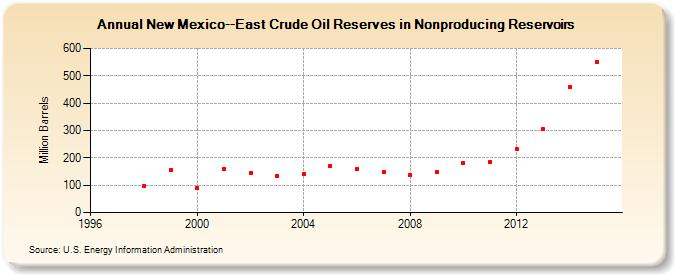 Annual New Mexico--East Crude Oil Reserves in Nonproducing Reservoirs
Million Barrels
600
500
400
300
200
100
0
1996 2000 2004 2008 2012
Source: U.S. Energy Information Administration